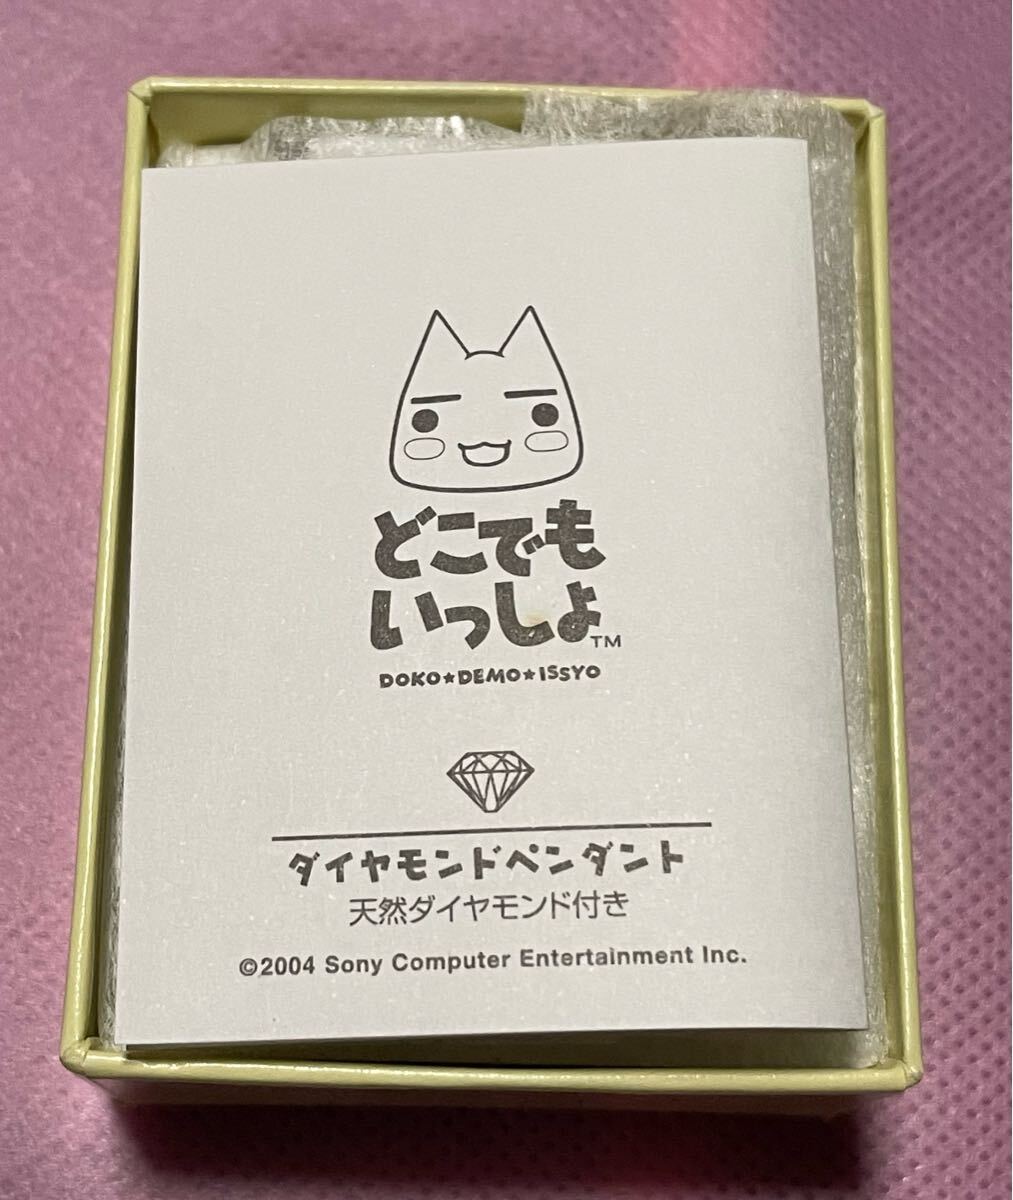 どこでも
いっしょ™
DOKO★DEMO★ISSYO
ダイヤモンドペンダント
天然ダイヤモンド付き
©2004 Sony Computer Entertainment Inc.